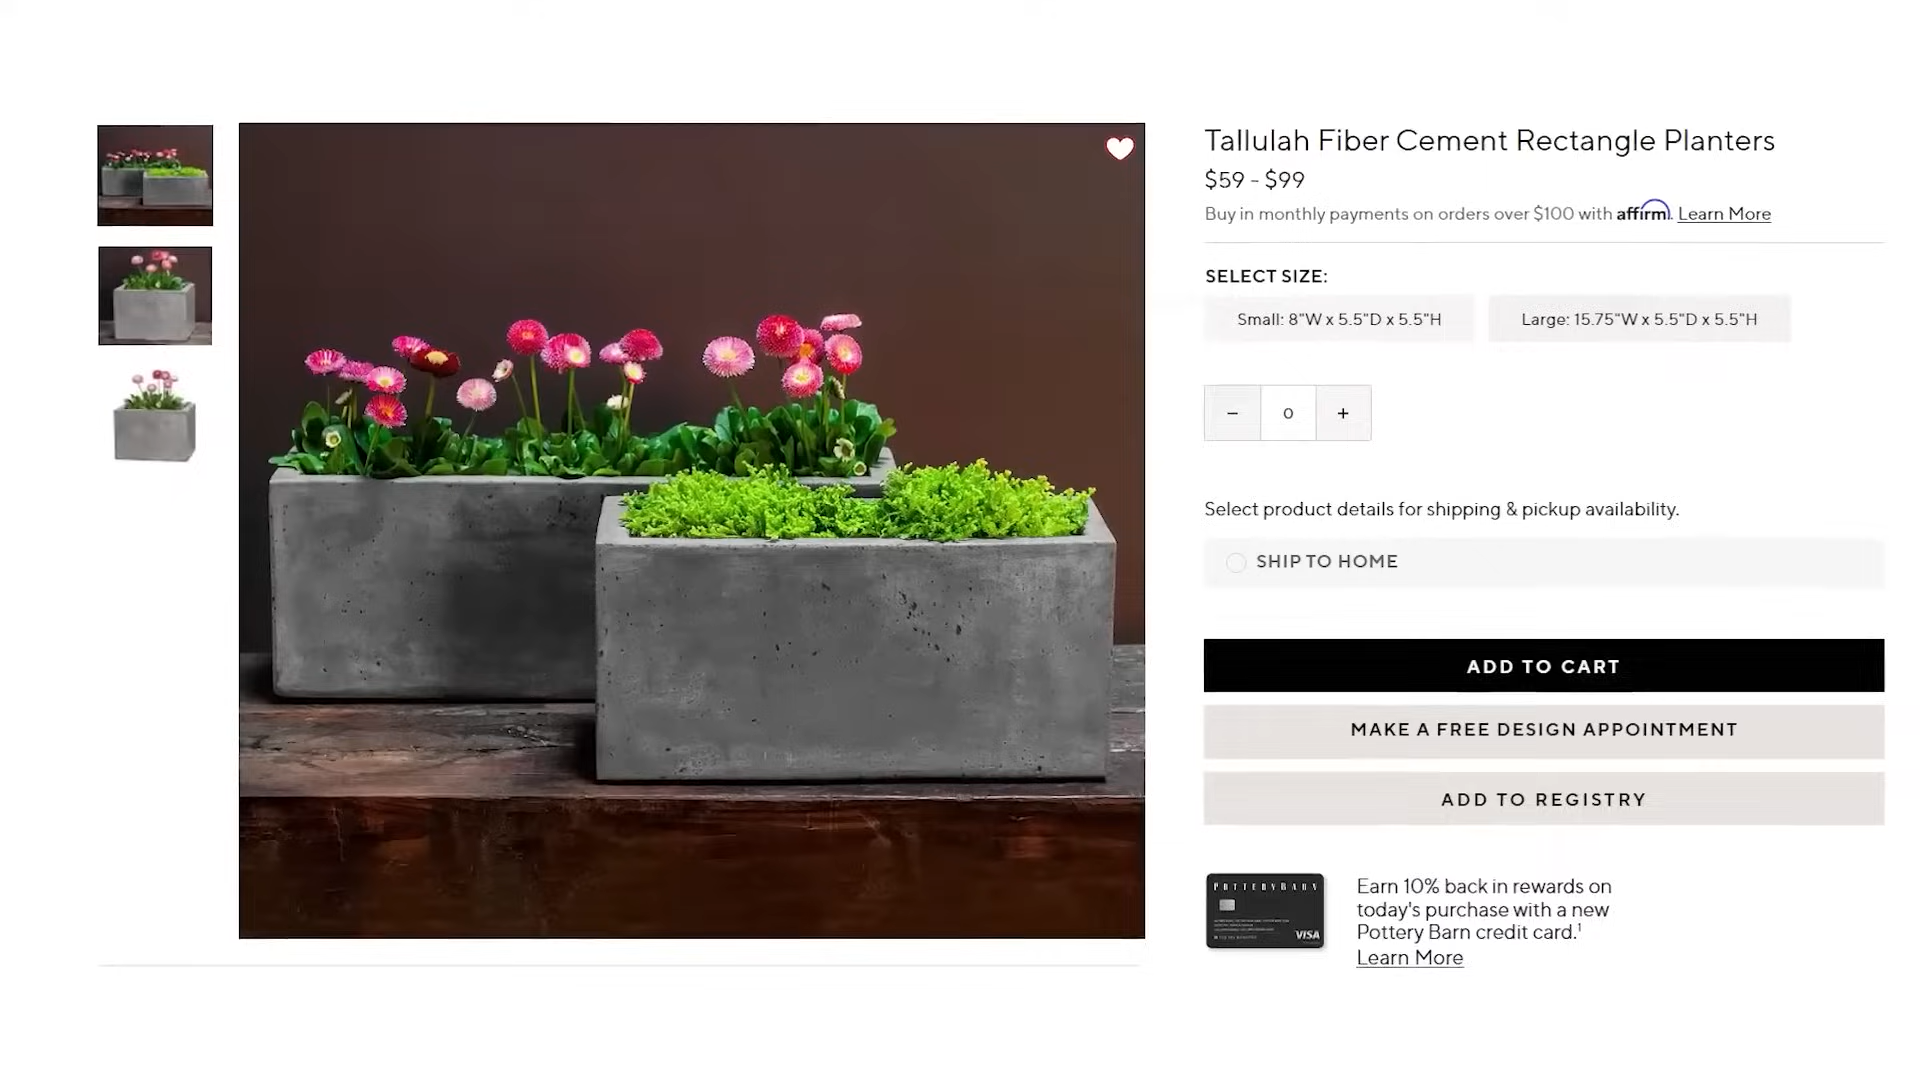 Tallulah Fiber Cement Rectangle Planters
$59 - $99
Buy in monthly payments on orders over $100 with affirm. Learn More
SELECT SIZE:
Small: 8"W x 5.5"D x 5.5"H
Large: 15.75"W x 5.5"D x 5.5"H
− 0 +
Select product details for shipping & pickup availability.
SHIP TO HOME
ADD TO CART
MAKE A FREE DESIGN APPOINTMENT
ADD TO REGISTRY
POTTERY BARN
VISA
Earn 10% back in rewards on
today's purchase with a new
Pottery Barn credit card.¹
Learn More